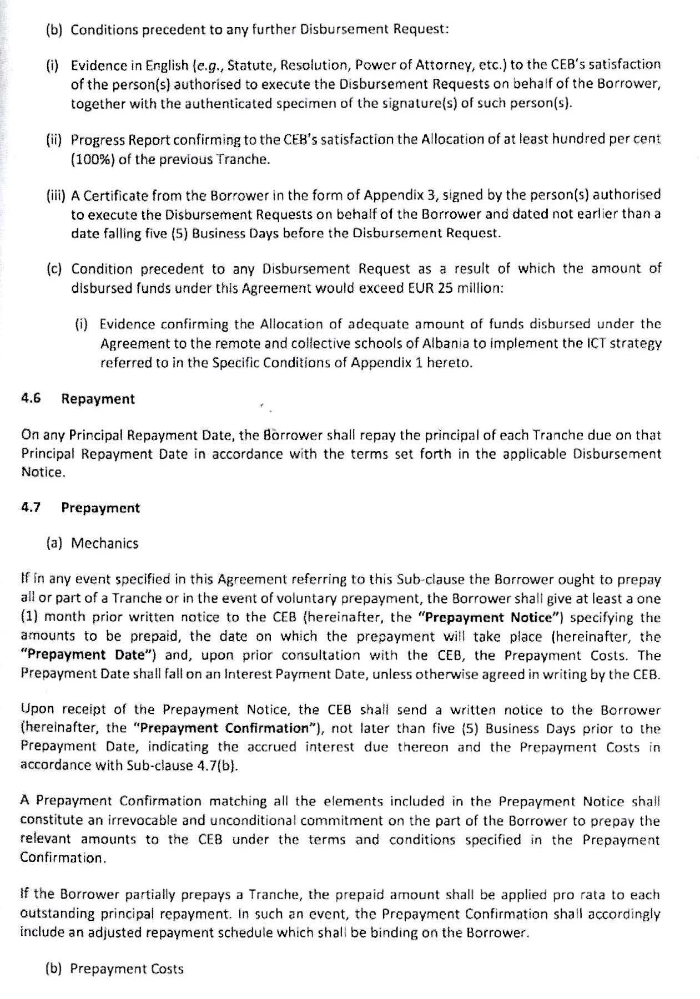 (b) Conditions precedent to any further Disbursement Request:
(i) Evidence in English (e.g., Statute, Resolution, Power of Attorney, etc.) to the CEB's satisfaction
of the person(s) authorised to execute the Disbursement Requests on behalf of the Borrower,
together with the authenticated specimen of the signature(s) of such person(s).
(ii) Progress Report confirming to the CEB's satisfaction the Allocation of at least hundred per cent
(100%) of the previous Tranche.
(iii) A Certificate from the Borrower in the form of Appendix 3, signed by the person(s) authorised
to execute the Disbursement Requests on behalf of the Borrower and dated not earlier than a
date falling five (5) Business Days before the Disbursement Request.
(c) Condition precedent to any Disbursement Request as a result of which the amount of
disbursed funds under this Agreement would exceed EUR 25 million:
(i) Evidence confirming the Allocation of adequate amount of funds disbursed under the
Agreement to the remote and collective schools of Albania to implement the ICT strategy
referred to in the Specific Conditions of Appendix 1 hereto.
4.6 Repayment
On any Principal Repayment Date, the Borrower shall repay the principal of each Tranche due on that
Principal Repayment Date in accordance with the terms set forth in the applicable Disbursement
Notice.
4.7 Prepayment
(a) Mechanics
If in any event specified in this Agreement referring to this Sub-clause the Borrower ought to prepay
all or part of a Tranche or in the event of voluntary prepayment, the Borrower shall give at least a one
(1) month prior written notice to the CEB (hereinafter, the “Prepayment Notice”) specifying the
amounts to be prepaid, the date on which the prepayment will take place (hereinafter, the
“Prepayment Date”) and, upon prior consultation with the CEB, the Prepayment Costs. The
Prepayment Date shall fall on an Interest Payment Date, unless otherwise agreed in writing by the CEB.
Upon receipt of the Prepayment Notice, the CEB shall send a written notice to the Borrower
(hereinafter, the “Prepayment Confirmation”), not later than five (5) Business Days prior to the
Prepayment Date, indicating the accrued interest due thereon and the Prepayment Costs in
accordance with Sub-clause 4.7(b).
A Prepayment Confirmation matching all the elements included in the Prepayment Notice shall
constitute an irrevocable and unconditional commitment on the part of the Borrower to prepay the
relevant amounts to the CEB under the terms and conditions specified in the Prepayment
Confirmation.
If the Borrower partially prepays a Tranche, the prepaid amount shall be applied pro rata to each
outstanding principal repayment. In such an event, the Prepayment Confirmation shall accordingly
include an adjusted repayment schedule which shall be binding on the Borrower.
(b) Prepayment Costs